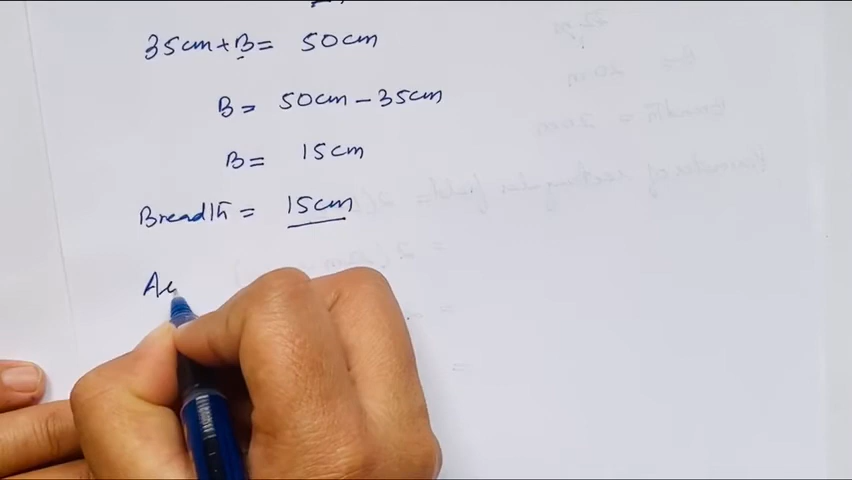 35cm+B= 50cm
B= 50cm - 35cm
B= 15cm
Breadth = 15cm